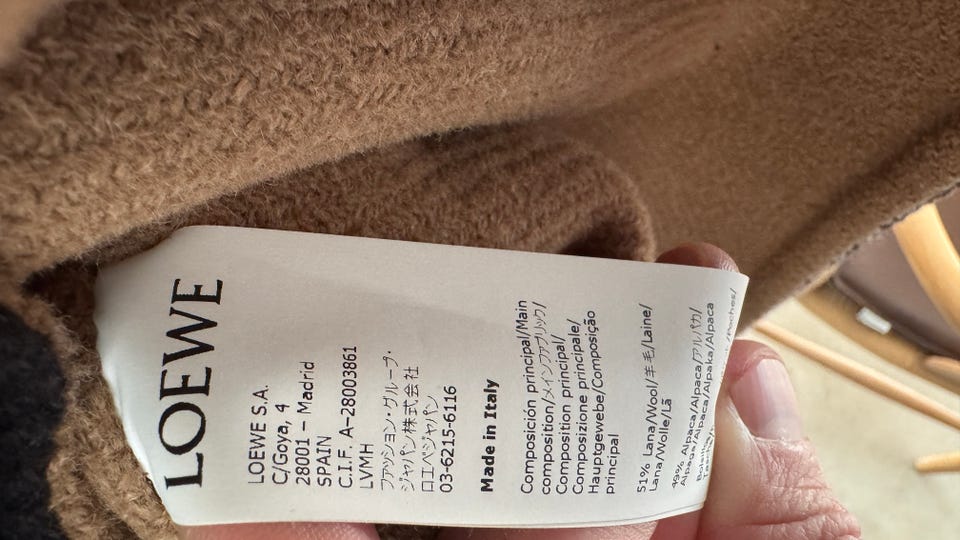 LOEWE
LOEWE S.A.
C/Goya, 4
28001 – Madrid
SPAIN
C.I.F. A-28003861
LVMH
ファッション・グループ・
ジャパン株式会社
ロエベジャパン
03-6215-6116
Made in Italy
Composición principal/Main
composition/メインファブリック/
Composition principal/
Composizione principale/
Hauptgewebe/Composição
principal
51% Lana/Wool/羊毛/Laine/
Lana/Wolle/Lã
49% Alpaca/Alpaca/アルパカ/
Alpaga/Alpaca/Alpaka/Alpaca